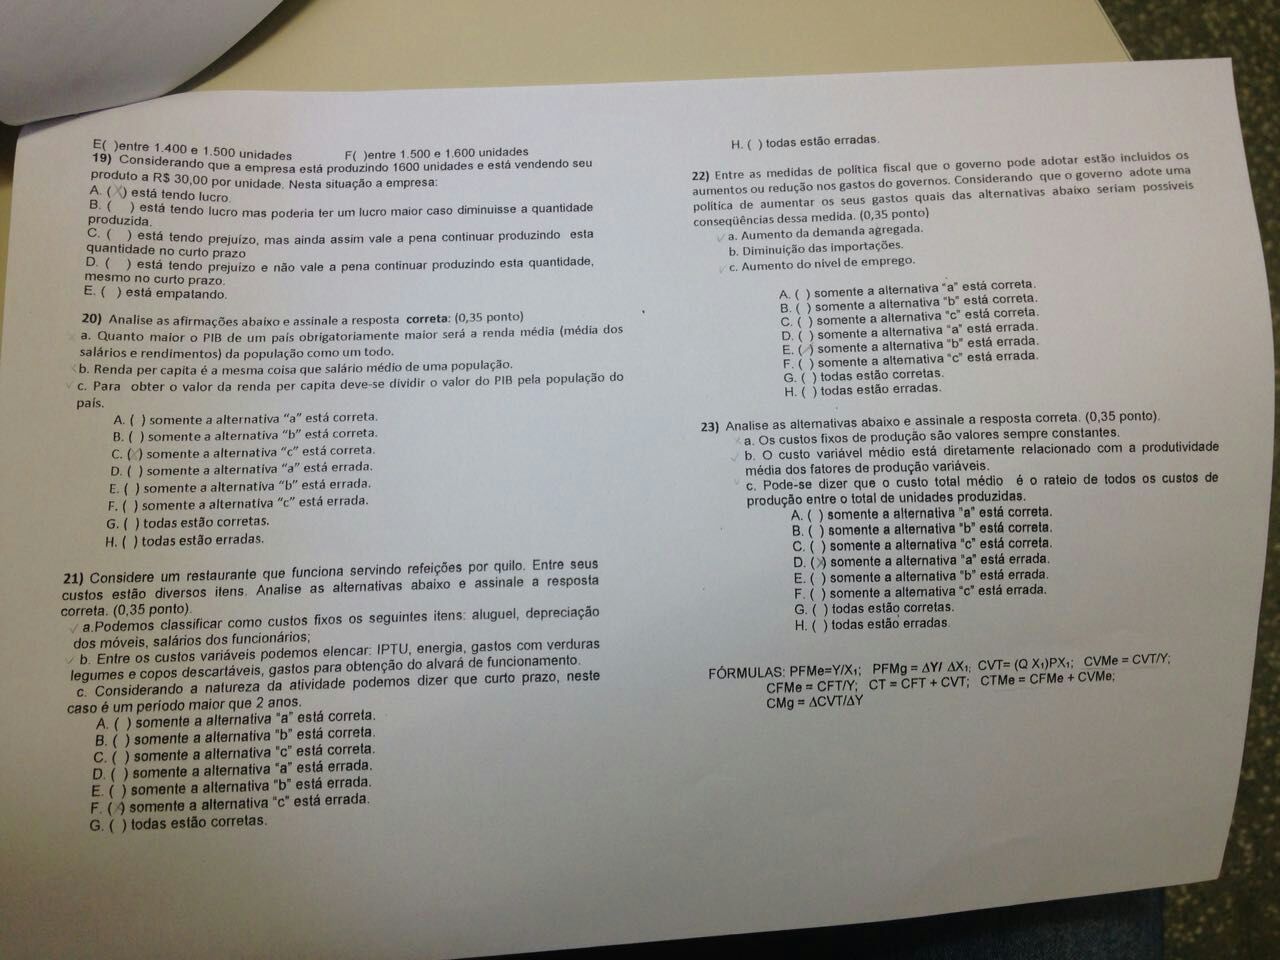 E( )entre 1.400 e 1.500 unidades F( )entre 1.500 e 1.600 unidades
19) Considerando que a empresa está produzindo 1600 unidades e está vendendo seu
produto a R$ 30,00 por unidade. Nesta situação a empresa:
A. (X) está tendo lucro.
B. ( ) está tendo lucro mas poderia ter um lucro maior caso diminuisse a quantidade
produzida.
C. ( ) está tendo prejuízo, mas ainda assim vale a pena continuar produzindo esta
quantidade no curto prazo
D. ( ) está tendo prejuízo e não vale a pena continuar produzindo esta quantidade,
mesmo no curto prazo.
E. ( ) está empatando.
20) Analise as afirmações abaixo e assinale a resposta correta: (0,35 ponto)
x a. Quanto maior o PIB de um país obrigatoriamente maior será a renda média (média dos
salários e rendimentos) da população como um todo.
x b. Renda per capita é a mesma coisa que salário médio de uma população.
✓ c. Para obter o valor da renda per capita deve-se dividir o valor do PIB pela população do
país.
A. ( ) somente a alternativa "a" está correta.
B. ( ) somente a alternativa "b" está correta.
C. (X) somente a alternativa "c" está correta.
D. ( ) somente a alternativa "a" está errada.
E. ( ) somente a alternativa "b" está errada.
F. ( ) somente a alternativa "c" está errada.
G. ( ) todas estão corretas.
H. ( ) todas estão erradas.
21) Considere um restaurante que funciona servindo refeições por quilo. Entre seus
custos estão diversos itens. Analise as alternativas abaixo e assinale a resposta
correta. (0,35 ponto).
✓ a.Podemos classificar como custos fixos os seguintes itens: aluguel, depreciação
dos móveis, salários dos funcionários;
✓ b. Entre os custos variáveis podemos elencar: IPTU, energia, gastos com verduras
legumes e copos descartáveis, gastos para obtenção do alvará de funcionamento.
c. Considerando a natureza da atividade podemos dizer que curto prazo, neste
caso é um período maior que 2 anos.
A. ( ) somente a alternativa "a" está correta.
B. ( ) somente a alternativa "b" está correta.
C. ( ) somente a alternativa "c" está correta.
D. ( ) somente a alternativa "a" está errada.
E. ( ) somente a alternativa "b" está errada.
F. (X) somente a alternativa "c" está errada.
G. ( ) todas estão corretas.
H. ( ) todas estão erradas.
22) Entre as medidas de política fiscal que o governo pode adotar estão incluidos os
aumentos ou redução nos gastos do governos. Considerando que o governo adote uma
política de aumentar os seus gastos quais das alternativas abaixo seriam possíveis
conseqüências dessa medida. (0,35 ponto)
✓ a. Aumento da demanda agregada.
b. Diminuição das importações.
✓ c. Aumento do nível de emprego.
A. ( ) somente a alternativa "a" está correta.
B. ( ) somente a alternativa "b" está correta.
C. ( ) somente a alternativa "c" está correta.
D. ( ) somente a alternativa "a" está errada.
E. (X) somente a alternativa "b" está errada.
F. ( ) somente a alternativa "c" está errada.
G. ( ) todas estão corretas.
H. ( ) todas estão erradas.
23) Analise as alternativas abaixo e assinale a resposta correta. (0,35 ponto).
x a. Os custos fixos de produção são valores sempre constantes.
✓ b. O custo variável médio está diretamente relacionado com a produtividade
média dos fatores de produção variáveis.
✓ c. Pode-se dizer que o custo total médio é o rateio de todos os custos de
produção entre o total de unidades produzidas.
A. ( ) somente a alternativa "a" está correta.
B. ( ) somente a alternativa "b" está correta.
C. ( ) somente a alternativa "c" está correta.
D. (X) somente a alternativa "a" está errada.
E. ( ) somente a alternativa "b" está errada.
F. ( ) somente a alternativa "c" está errada.
G. ( ) todas estão corretas.
H. ( ) todas estão erradas.
FÓRMULAS: PFMe=Y/X₁; PFMg = ΔY/ ΔX₁; CVT= (Q X₁)PX₁; CVMe = CVT/Y;
CFMe = CFT/Y; CT = CFT + CVT; CTMe = CFMe + CVMe;
CMg = ΔCVT/ΔY